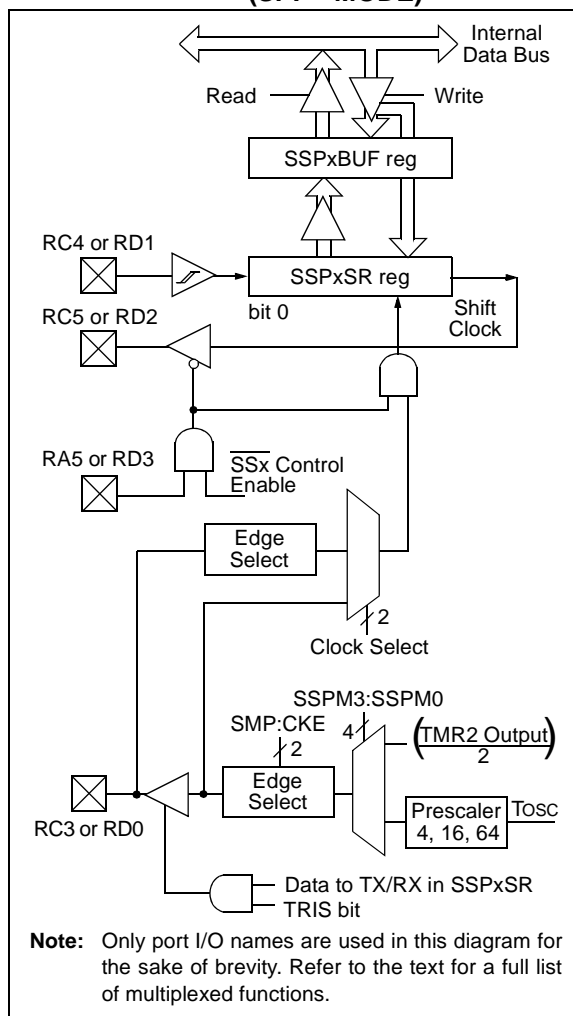 Internal
Data Bus
Read
Write
SSPxBUF reg
RC4 or RD1
SSPxSR reg
bit 0
Shift
Clock
RC5 or RD2
RA5 or RD3
SSx Control
Enable
Edge
Select
2
Clock Select
SSPM3:SSPM0
SMP:CKE
4
2
(TMR2 Output)
2
Edge
Select
Prescaler
4, 16, 64
TOSC
RC3 or RD0
Data to TX/RX in SSPxSR
TRIS bit
Note: Only port I/O names are used in this diagram for
the sake of brevity. Refer to the text for a full list
of multiplexed functions.